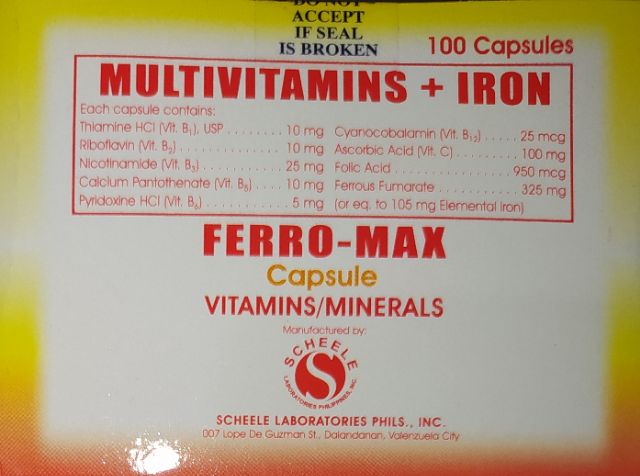 DO NOT
ACCEPT
IF SEAL
IS BROKEN
100 Capsules
MULTIVITAMINS + IRON
Each capsule contains:
Thiamine HCl (Vit. B₁), USP ........ 10 mg
Riboflavin (Vit. B₂) ............... 10 mg
Nicotinamide (Vit. B₃) ............. 25 mg
Calcium Pantothenate (Vit. B₅) ..... 10 mg
Pyridoxine HCl (Vit. B₆) ........... 5 mg
Cyanocobalamin (Vit. B₁₂) ..... 25 mcg
Ascorbic Acid (Vit. C) .......... 100 mg
Folic Acid ..................... 950 mcg
Ferrous Fumarate ............ 325 mg
(or eq. to 105 mg Elemental Iron)
FERRO-MAX
Capsule
VITAMINS/MINERALS
Manufactured by:
SCHEELE
S
LABORATORIES PHILIPPINES, INC.
SCHEELE LABORATORIES PHILS., INC.
007 Lope De Guzman St., Dalandanan, Valenzuela City